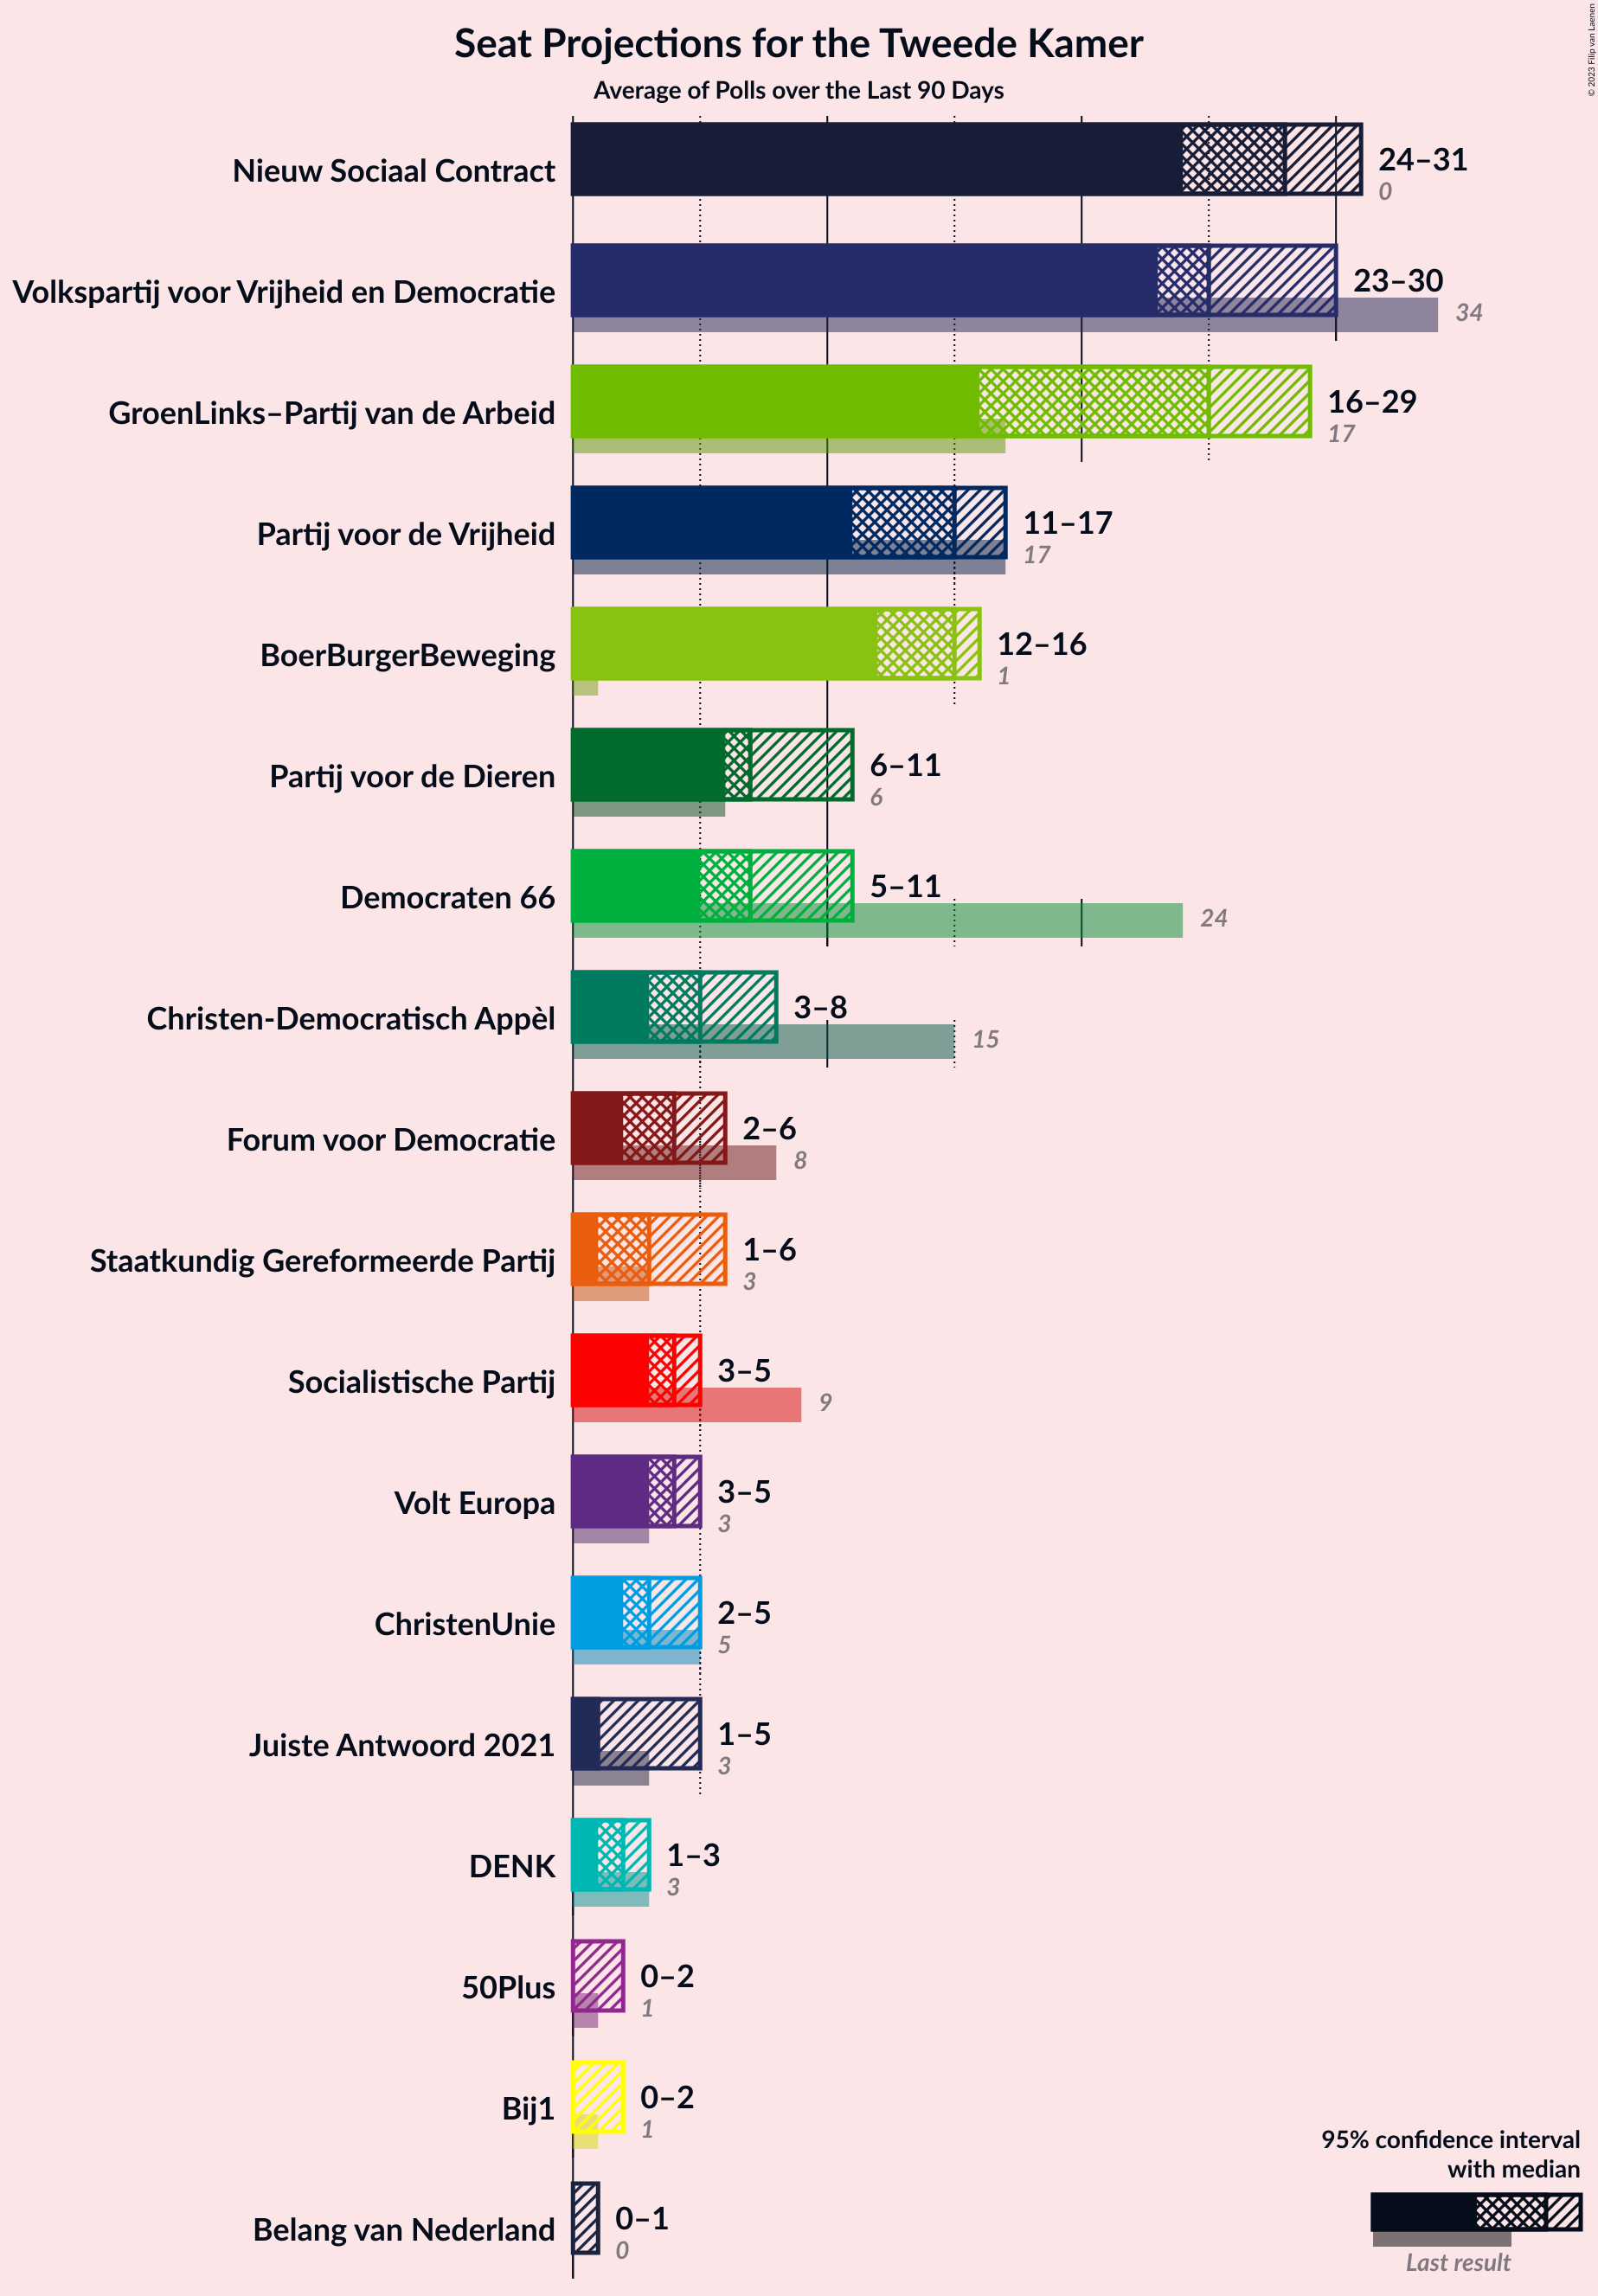 Seat Projections for the Tweede Kamer
Average of Polls over the Last 90 Days
© 2023 Filip van Laenen
Nieuw Sociaal Contract
24–31
0
Volkspartij voor Vrijheid en Democratie
23–30
34
GroenLinks–Partij van de Arbeid
16–29
17
Partij voor de Vrijheid
11–17
17
BoerBurgerBeweging
12–16
1
Partij voor de Dieren
6–11
6
Democraten 66
5–11
24
Christen-Democratisch Appèl
3–8
15
Forum voor Democratie
2–6
8
Staatkundig Gereformeerde Partij
1–6
3
Socialistische Partij
3–5
9
Volt Europa
3–5
3
ChristenUnie
2–5
5
Juiste Antwoord 2021
1–5
3
DENK
1–3
3
50Plus
0–2
1
Bij1
0–2
1
Belang van Nederland
0–1
0
95% confidence interval
with median
Last result